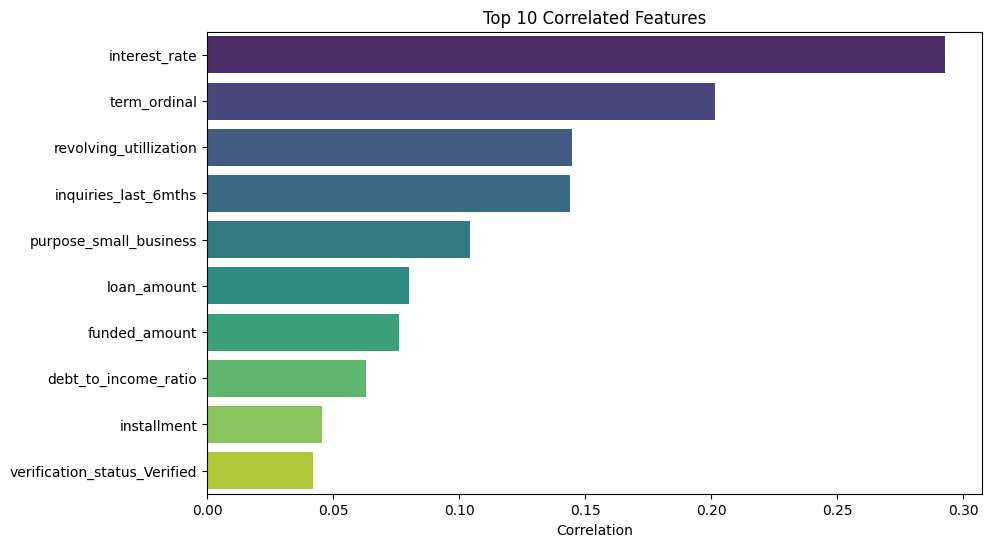 Top 10 Correlated Features
interest_rate
term_ordinal
revolving_utillization
inquiries_last_6mths
purpose_small_business
loan_amount
funded_amount
debt_to_income_ratio
installment
verification_status_Verified
0.00 0.05 0.10 0.15 0.20 0.25 0.30
Correlation